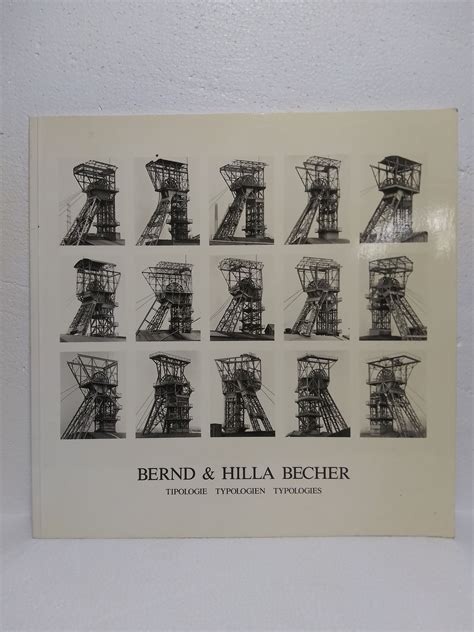 BERND & HILLA BECHER
TIPOLOGIE TYPOLOGIEN TYPOLOGIES